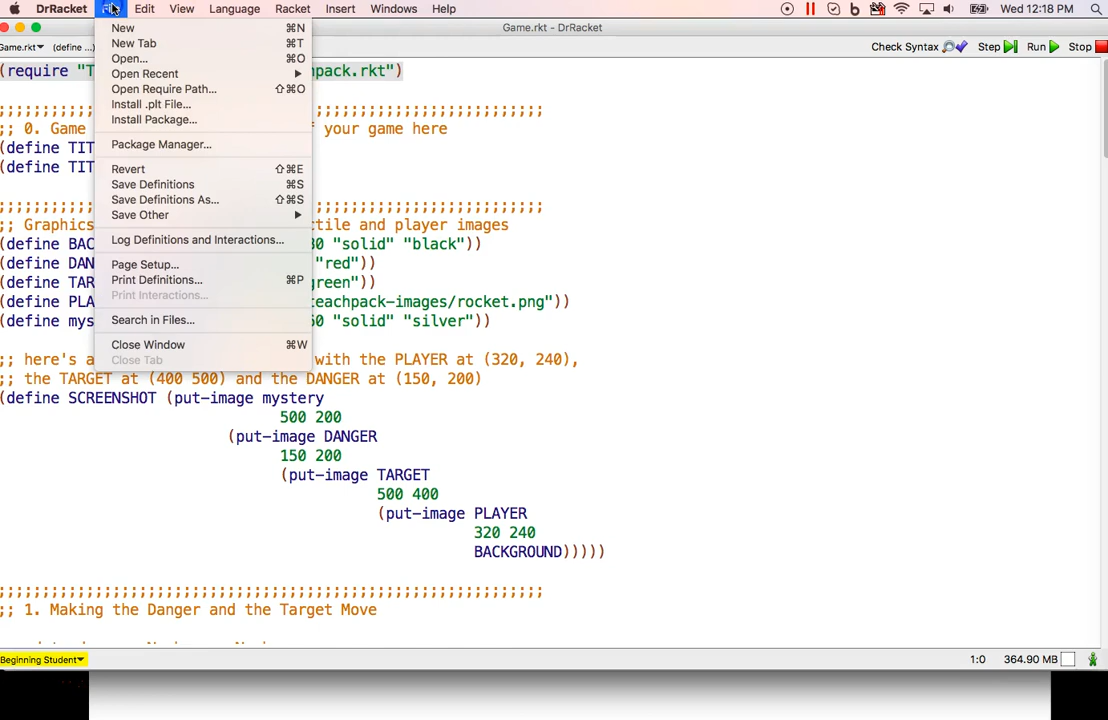 DrRacket File Edit View Language Racket Insert Windows Help Wed 12:18 PM
Game.rkt - DrRacket
Game.rkt▾ (define ...) Check Syntax Step Run Stop
New ⌘N
New Tab ⌘T
Open... ⌘O
Open Recent ▶
Open Require Path... ⇧⌘O
Install .plt File...
Install Package...
Package Manager...
Revert ⇧⌘E
Save Definitions ⌘S
Save Definitions As... ⇧⌘S
Save Other ▶
Log Definitions and Interactions...
Page Setup...
Print Definitions... ⌘P
Print Interactions...
Search in Files...
Close Window ⌘W
Close Tab
(require "T chpack.rkt")
;; 0. Game of your game here
(define TIT
(define TIT
;; Graphics tile and player images
(define BAC 80 "solid" "black"))
(define DAN "red"))
(define TAR green"))
(define PLA teachpack-images/rocket.png"))
(define mys 60 "solid" "silver"))
;; here's a with the PLAYER at (320, 240),
;; the TARGET at (400 500) and the DANGER at (150, 200)
(define SCREENSHOT (put-image mystery
500 200
(put-image DANGER
150 200
(put-image TARGET
500 400
(put-image PLAYER
320 240
BACKGROUND)))))
;;;;;;;;;;;;;;;;;;;;;;;;;;;;;;;;;;;;;;;;;;;;;;;;;;;;;;;;;;;;;;
;; 1. Making the Danger and the Target Move
Beginning Student▾ 1:0 364.90 MB